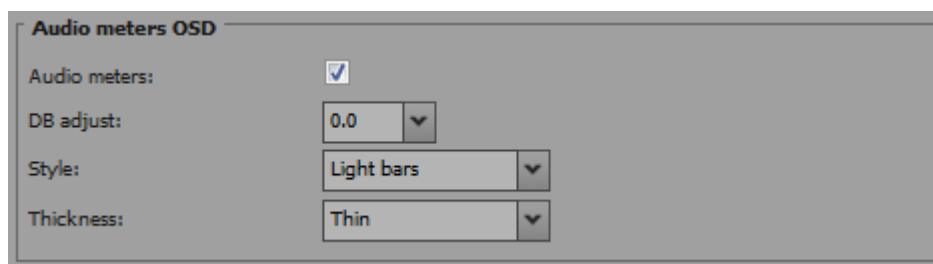 Audio meters OSD
Audio meters:
DB adjust: 0.0
Style: Light bars
Thickness: Thin